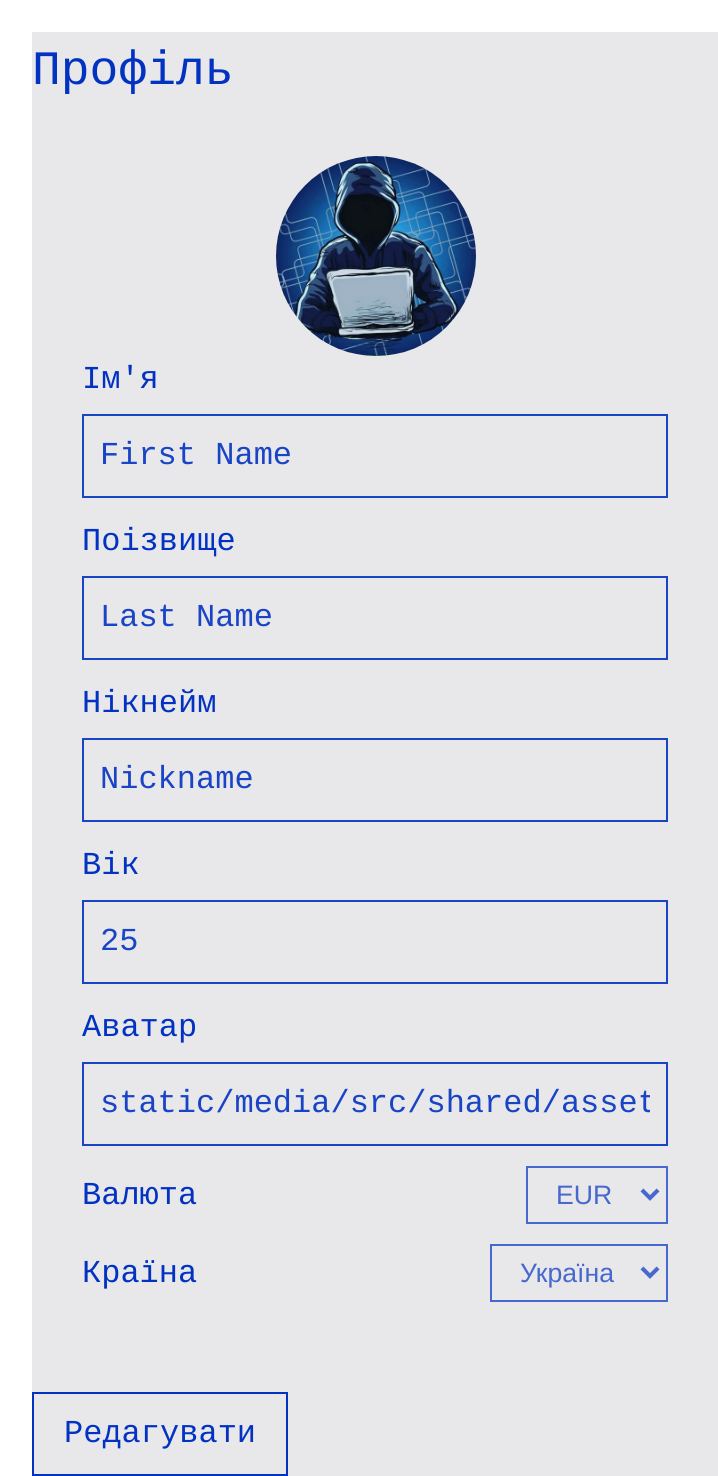 Профіль
Ім'я
First Name
Поізвище
Last Name
Нікнейм
Nickname
Вік
25
Аватар
static/media/src/shared/asset
Валюта EUR
Країна Україна
Редагувати